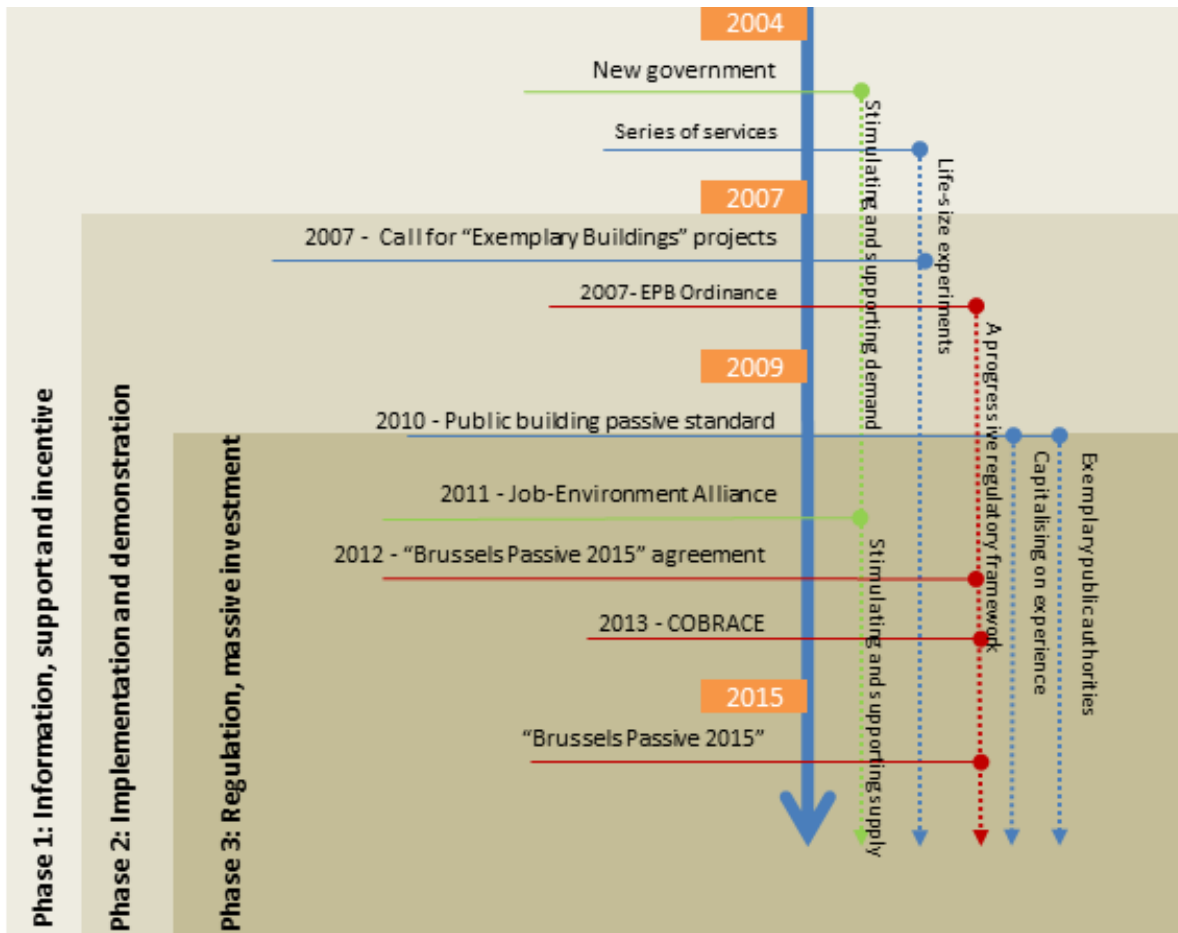 2004
New government
Series of services
2007
2007 - Call for “Exemplary Buildings” projects
2007- EPB Ordinance
2009
2010 - Public building passive standard
2011 - Job-Environment Alliance
2012 - “Brussels Passive 2015” agreement
2013 - COBRACE
2015
“Brussels Passive 2015”
Stimulating and supporting demand
Stimulating and supporting supply
Life-size experiments
A progressive regulatory framework
Capitalising on experience
Exemplary public authorities
Phase 1: Information, support and incentive
Phase 2: Implementation and demonstration
Phase 3: Regulation, massive investment